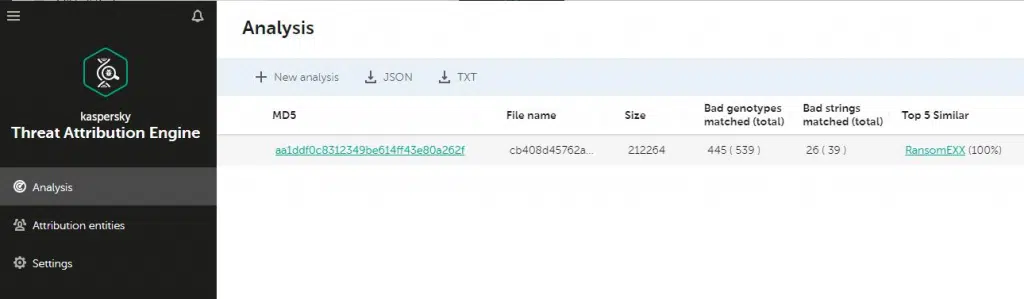 kaspersky
Threat Attribution Engine
Analysis
Attribution entities
Settings
Analysis
New analysis JSON TXT
MD5 File name Size Bad genotypes matched (total) Bad strings matched (total) Top 5 Similar
aa1ddf0c8312349be614ff43e80a262f cb408d45762a... 212264 445 ( 539 ) 26 ( 39 ) RansomEXX (100%)